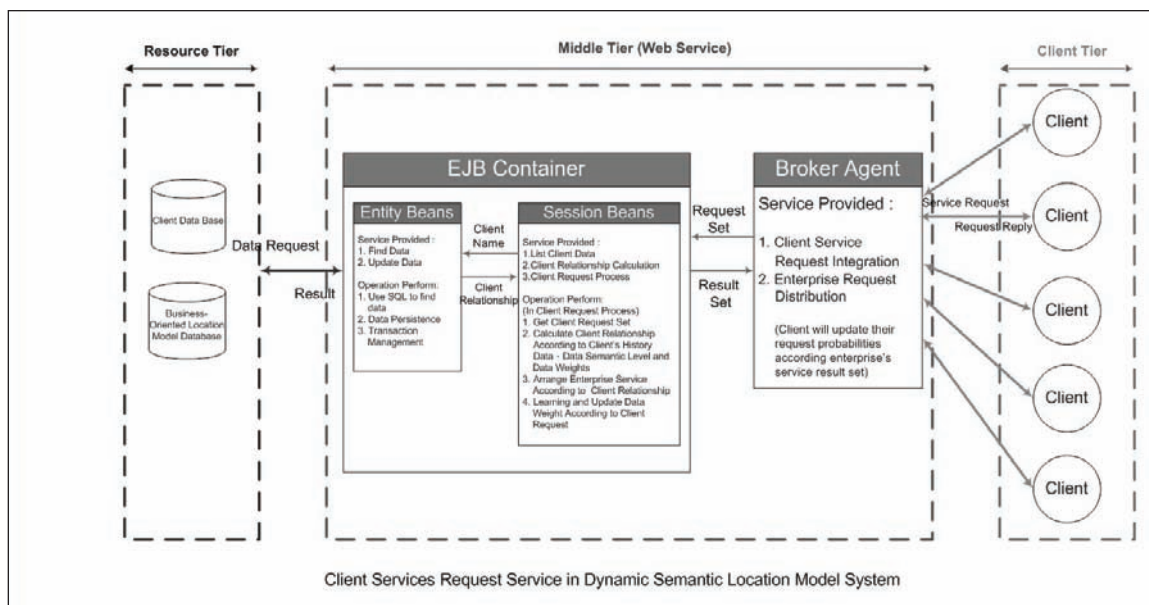 Resource Tier
Middle Tier (Web Service)
Client Tier
Client Data Base
Business-
Oriented Location
Model Database
Data Request
Result
EJB Container
Entity Beans
Service Provided :
1. Find Data
2. Update Data
Operation Perform:
1. Use SQL to find
data
2. Data Persistence
3. Transaction
Management
Client
Name
Client
Relationship
Session Beans
Service Provided :
1.List Client Data
2.Client Relationship Calculation
3.Client Request Process
Operation Perform:
(In Client Request Process)
1. Get Client Request Set
2. Calculate Client Relationship
According to Client's History
Data - Data Semantic Level and
Data Weights
3. Arrange Enterprise Service
According to Client Relationship
4. Learning and Update Data
Weight According to Client
Request
Request
Set
Result
Set
Broker Agent
Service Provided :
1. Client Service
Request Integration
2. Enterprise Request
Distribution
(Client will update their
request probabilities
according enterprise's
service result set)
Service Request
Request Reply
Client
Client
Client
Client
Client
Client Services Request Service in Dynamic Semantic Location Model System